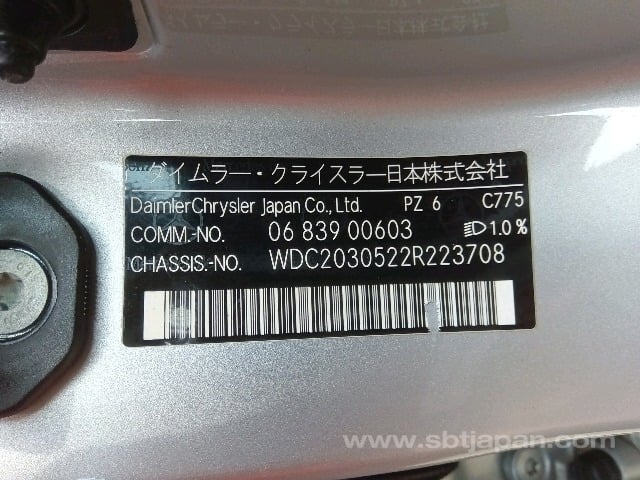 ダイムラー・クライスラー日本株式会社
DaimlerChrysler Japan Co., Ltd. PZ 6 C775
COMM.-NO. 06 839 00603 1.0 %
CHASSIS.-NO. WDC2030522R223708
www.sbtjapan.com